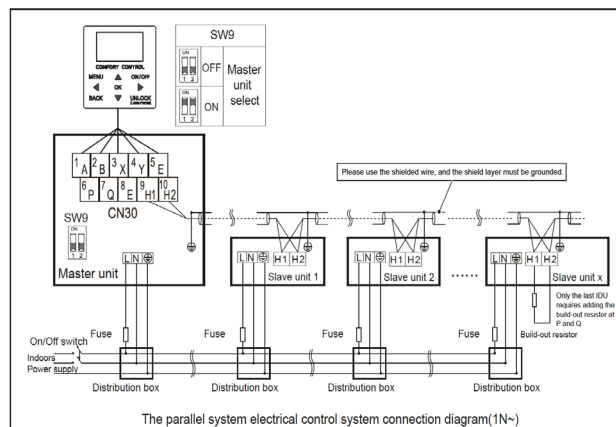 SW9
ON
1 2
OFF
ON
1 2
ON
Master
unit
select
COMFORT CONTROL
MENU
ON/OFF
OK
BACK
UNLOCK
1 A
2 B
3 X
4 Y
5 E
6 P
7 Q
8 E
9 H1
10 H2
CN30
SW9
ON
1 2
Master unit
L N
Please use the shielded wire, and the shield layer must be grounded.
L N
H1 H2
Slave unit 1
L N
H1 H2
Slave unit 2
......
L N
H1 H2
Slave unit x
Only the last IDU
requires adding the
build-out resistor at
P and Q
Build-out resistor
On/Off switch
Fuse
Fuse
Fuse
Fuse
Indoors
Power supply
Distribution box
Distribution box
Distribution box
Distribution box
The parallel system electrical control system connection diagram(1N~)